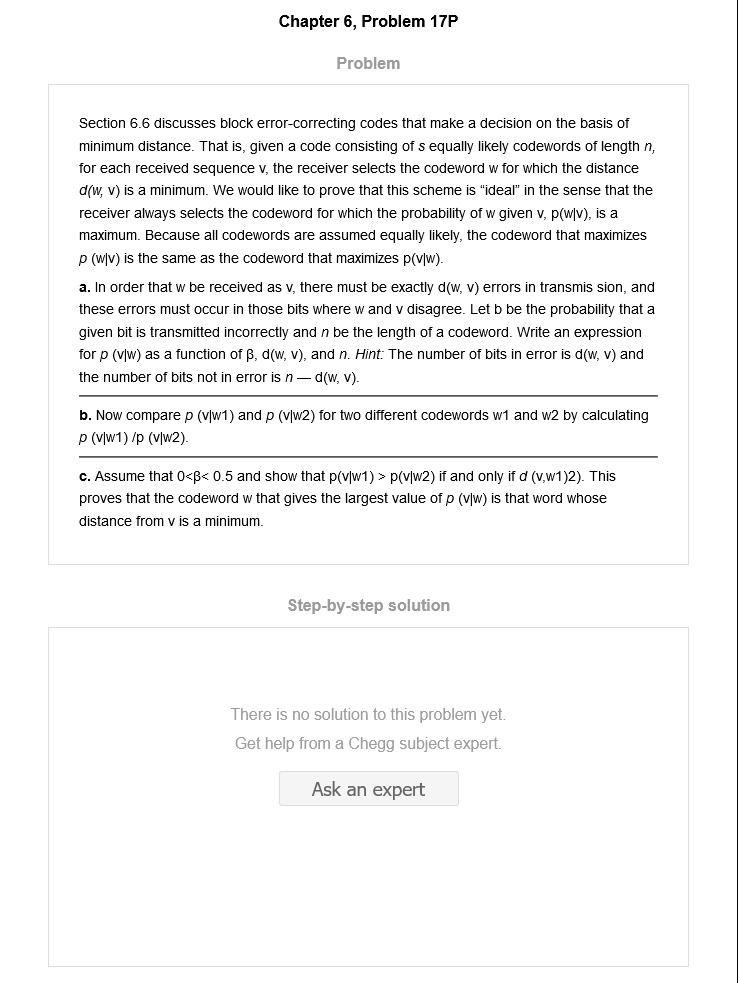 Chapter 6, Problem 17P
Problem
Section 6.6 discusses block error-correcting codes that make a decision on the basis of
minimum distance. That is, given a code consisting of s equally likely codewords of length n,
for each received sequence v, the receiver selects the codeword w for which the distance
d(w, v) is a minimum. We would like to prove that this scheme is “ideal” in the sense that the
receiver always selects the codeword for which the probability of w given v, p(w|v), is a
maximum. Because all codewords are assumed equally likely, the codeword that maximizes
p (w|v) is the same as the codeword that maximizes p(v|w).
a. In order that w be received as v, there must be exactly d(w, v) errors in transmis sion, and
these errors must occur in those bits where w and v disagree. Let b be the probability that a
given bit is transmitted incorrectly and n be the length of a codeword. Write an expression
for p (v|w) as a function of β, d(w, v), and n. Hint: The number of bits in error is d(w, v) and
the number of bits not in error is n — d(w, v).
b. Now compare p (v|w1) and p (v|w2) for two different codewords w1 and w2 by calculating
p (v|w1) /p (v|w2).
c. Assume that 0<β< 0.5 and show that p(v|w1) > p(v|w2) if and only if d (v,w1)2). This
proves that the codeword w that gives the largest value of p (v|w) is that word whose
distance from v is a minimum.
Step-by-step solution
There is no solution to this problem yet.
Get help from a Chegg subject expert.
Ask an expert